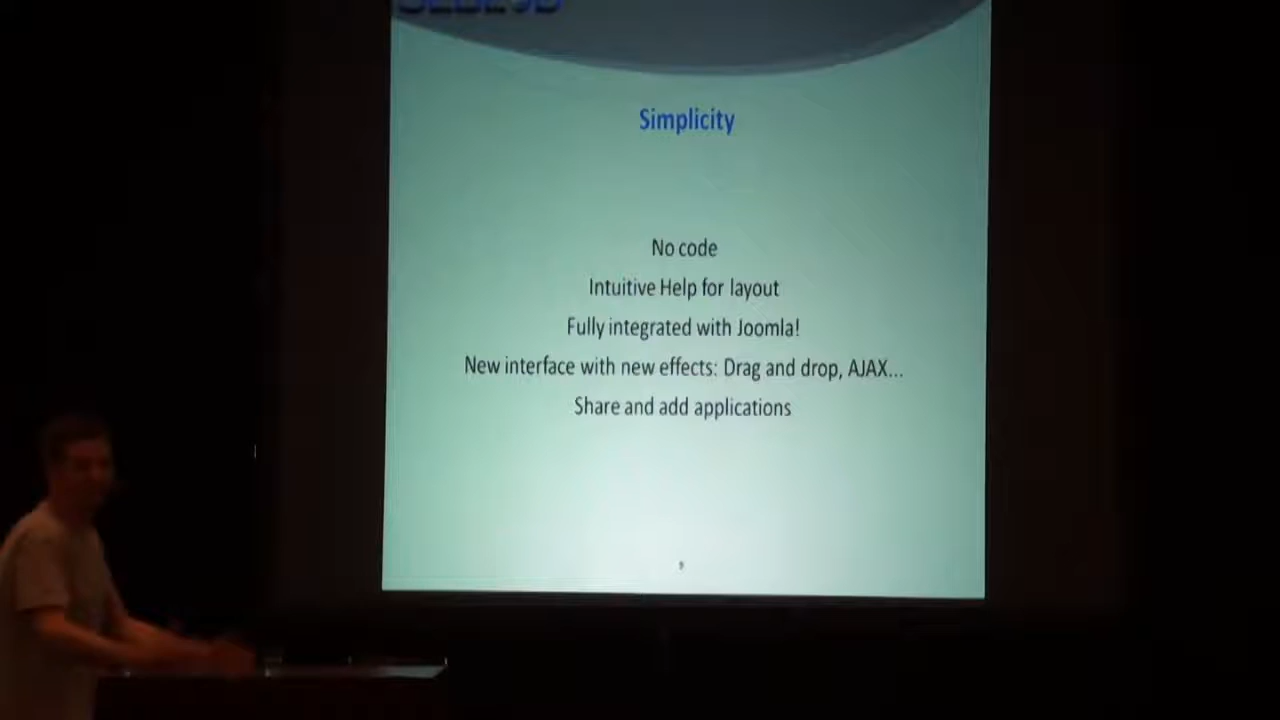 Simplicity
No code
Intuitive Help for layout
Fully integrated with Joomla!
New interface with new effects: Drag and drop, AJAX...
Share and add applications
9